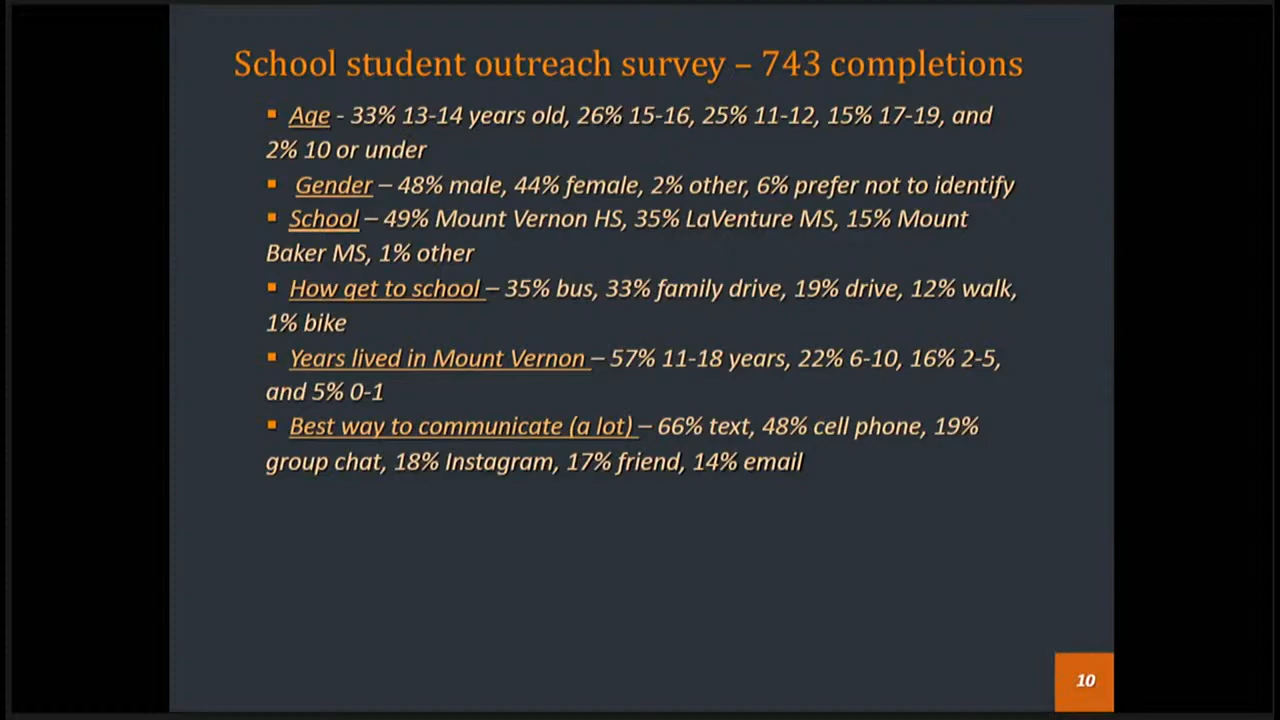 School student outreach survey – 743 completions
▪ Age - 33% 13-14 years old, 26% 15-16, 25% 11-12, 15% 17-19, and
2% 10 or under
▪ Gender – 48% male, 44% female, 2% other, 6% prefer not to identify
▪ School – 49% Mount Vernon HS, 35% LaVenture MS, 15% Mount
Baker MS, 1% other
▪ How get to school – 35% bus, 33% family drive, 19% drive, 12% walk,
1% bike
▪ Years lived in Mount Vernon – 57% 11-18 years, 22% 6-10, 16% 2-5,
and 5% 0-1
▪ Best way to communicate (a lot) – 66% text, 48% cell phone, 19%
group chat, 18% Instagram, 17% friend, 14% email
10